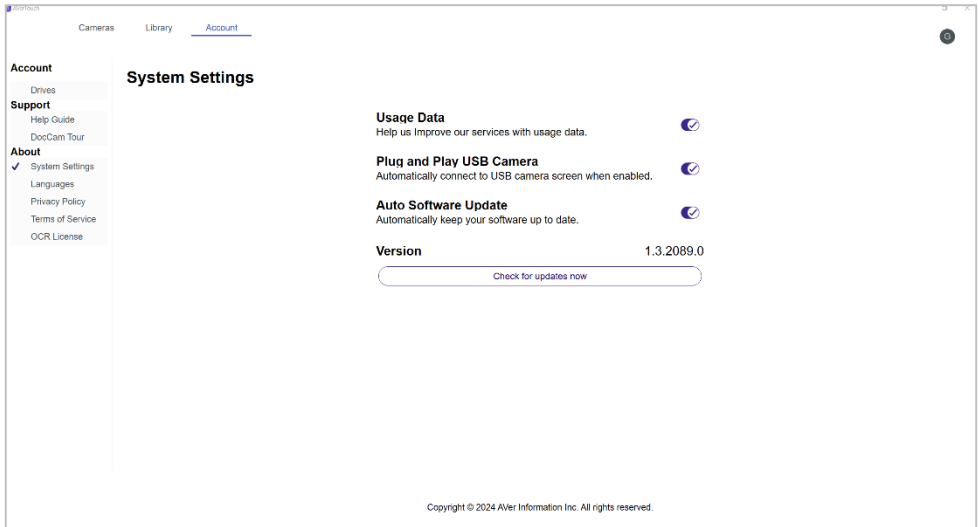 AVerTouch
Cameras Library Account
G
Account
Drives
Support
Help Guide
DocCam Tour
About
System Settings
Languages
Privacy Policy
Terms of Service
OCR License
System Settings
Usage Data
Help us Improve our services with usage data.
Plug and Play USB Camera
Automatically connect to USB camera screen when enabled.
Auto Software Update
Automatically keep your software up to date.
Version 1.3.2089.0
Check for updates now
Copyright © 2024 AVer Information Inc. All rights reserved.